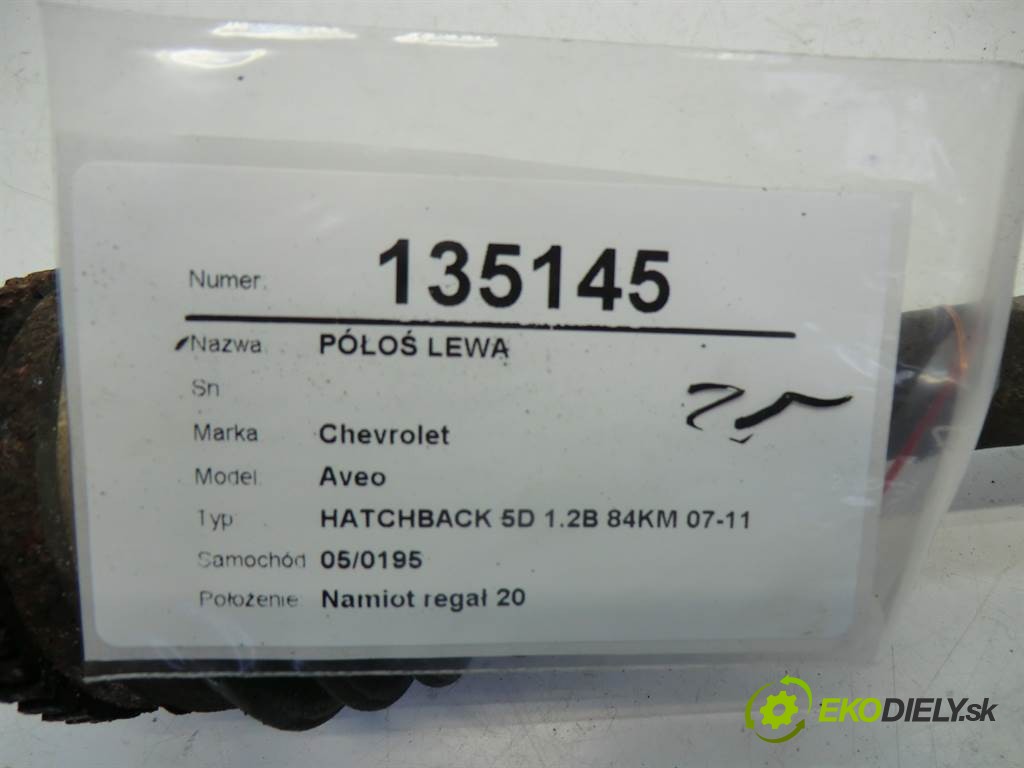 Numer: 135145
Nazwa: PÓŁOŚ LEWA
Sn
Marka Chevrolet
Model: Aveo
Typ HATCHBACK 5D 1.2B 84KM 07-11
Samochód 05/0195
Położenie: Namiot regał 20
EKODIELY.sk